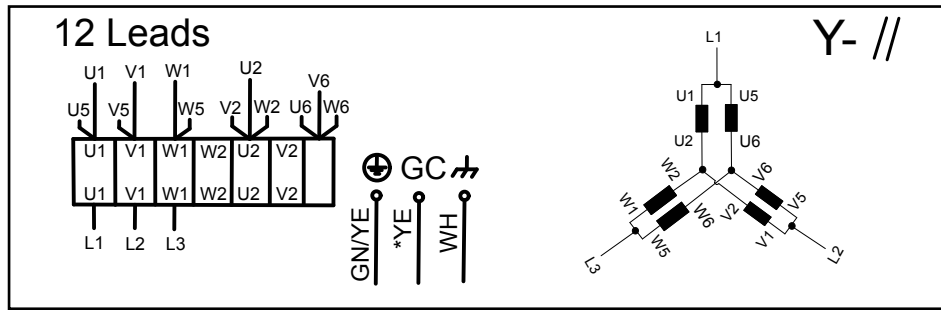 12 Leads
Y- //
U1 V1 W1 U2 V6
U5 V5 W5 V2 W2 U6 W6
U1 V1 W1 W2 U2 V2
U1 V1 W1 W2 U2 V2
L1 L2 L3
GC
GN/YE
*YE
WH
L1
U1 U5
U2 U6
W2 V6
W1 W6 V2 V5
W5 V1
L3 L2